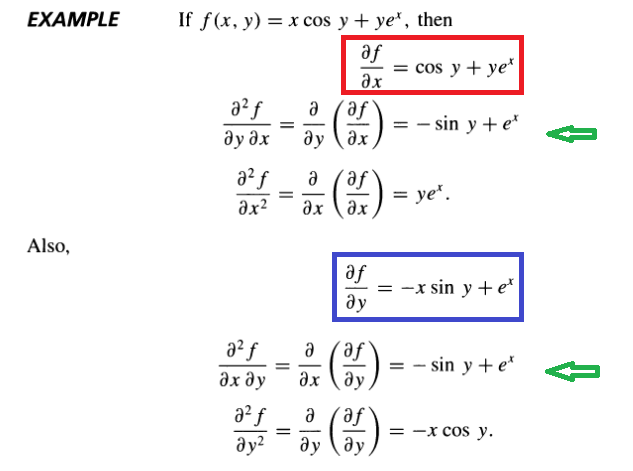 EXAMPLE If f(x, y) = x cos y + ye^x, then
∂f/∂x = cos y + ye^x
∂²f/∂y ∂x = ∂/∂y (∂f/∂x) = − sin y + e^x
∂²f/∂x² = ∂/∂x (∂f/∂x) = ye^x.
Also,
∂f/∂y = −x sin y + e^x
∂²f/∂x ∂y = ∂/∂x (∂f/∂y) = − sin y + e^x
∂²f/∂y² = ∂/∂y (∂f/∂y) = −x cos y.